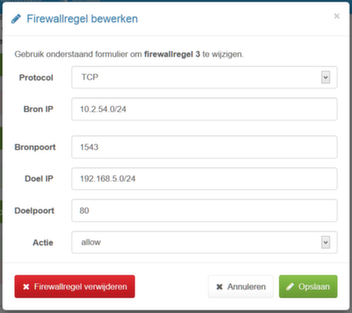 Firewallregel bewerken
×
Gebruik onderstaand formulier om firewallregel 3 te wijzigen.
Protocol TCP
Bron IP 10.2.54.0/24
Bronpoort 1543
Doel IP 192.168.5.0/24
Doelpoort 80
Actie allow
× Firewallregel verwijderen
× Annuleren
Opslaan